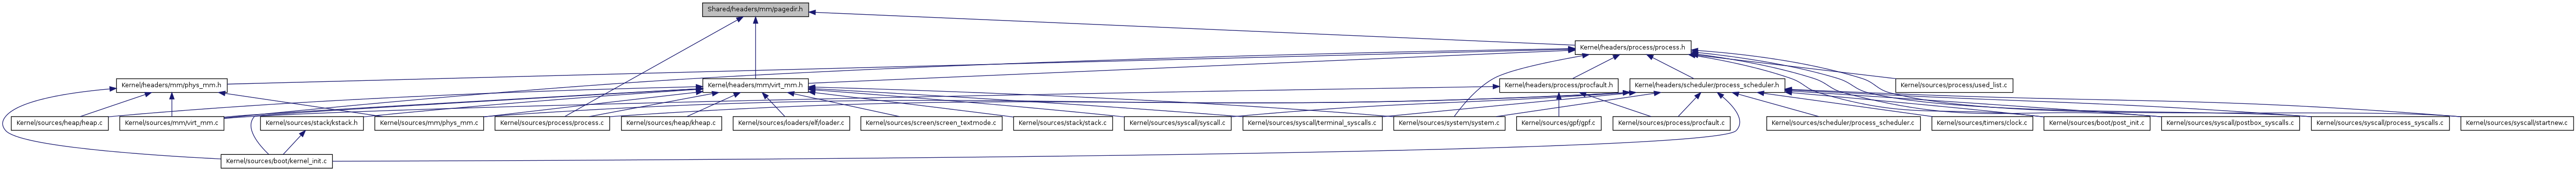 Shared/headers/mm/pagedir.h
Kernel/headers/process/process.h
Kernel/headers/mm/phys_mm.h
Kernel/headers/mm/virt_mm.h
Kernel/headers/process/procfault.h
Kernel/headers/scheduler/process_scheduler.h
Kernel/sources/process/used_list.c
Kernel/sources/heap/heap.c
Kernel/sources/mm/virt_mm.c
Kernel/sources/stack/kstack.h
Kernel/sources/mm/phys_mm.c
Kernel/sources/process/process.c
Kernel/sources/heap/kheap.c
Kernel/sources/loaders/elf/loader.c
Kernel/sources/screen/screen_textmode.c
Kernel/sources/stack/stack.c
Kernel/sources/syscall/syscall.c
Kernel/sources/syscall/terminal_syscalls.c
Kernel/sources/system/system.c
Kernel/sources/gpf/gpf.c
Kernel/sources/process/procfault.c
Kernel/sources/scheduler/process_scheduler.c
Kernel/sources/timers/clock.c
Kernel/sources/boot/post_init.c
Kernel/sources/syscall/postbox_syscalls.c
Kernel/sources/syscall/process_syscalls.c
Kernel/sources/syscall/startnew.c
Kernel/sources/boot/kernel_init.c